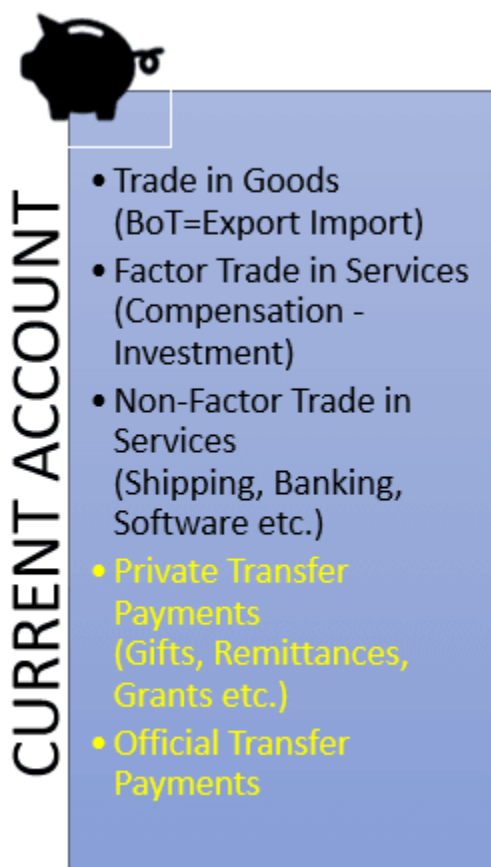 CURRENT ACCOUNT
• Trade in Goods
(BoT=Export Import)
• Factor Trade in Services
(Compensation -
Investment)
• Non-Factor Trade in
Services
(Shipping, Banking,
Software etc.)
• Private Transfer
Payments
(Gifts, Remittances,
Grants etc.)
• Official Transfer
Payments